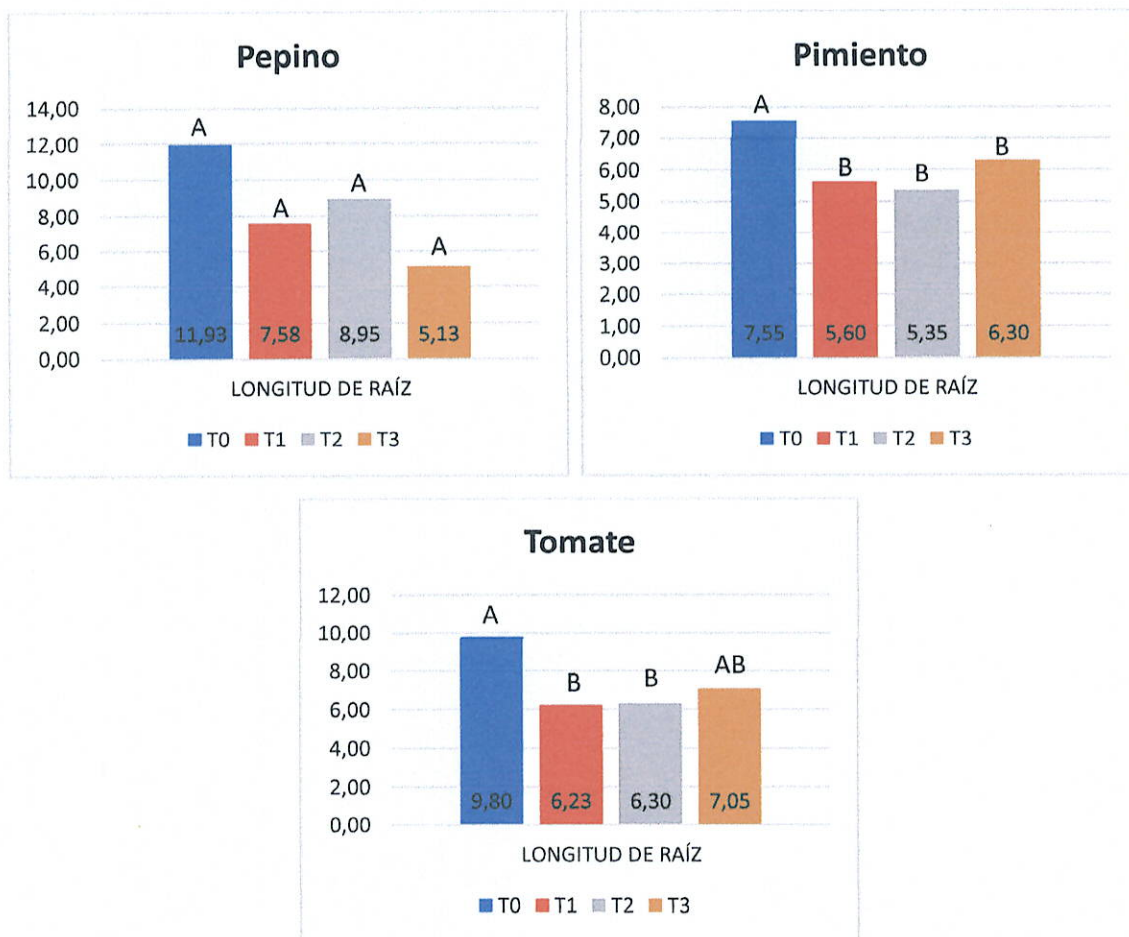 Pepino
14,00
12,00
10,00
8,00
6,00
4,00
2,00
0,00
A
A
A
A
11,93
7,58
8,95
5,13
LONGITUD DE RAÍZ
T0 T1 T2 T3
Pimiento
8,00
7,00
6,00
5,00
4,00
3,00
2,00
1,00
0,00
A
B
B
B
7,55
5,60
5,35
6,30
LONGITUD DE RAÍZ
T0 T1 T2 T3
Tomate
12,00
10,00
8,00
6,00
4,00
2,00
0,00
A
B
B
AB
9,80
6,23
6,30
7,05
LONGITUD DE RAÍZ
T0 T1 T2 T3